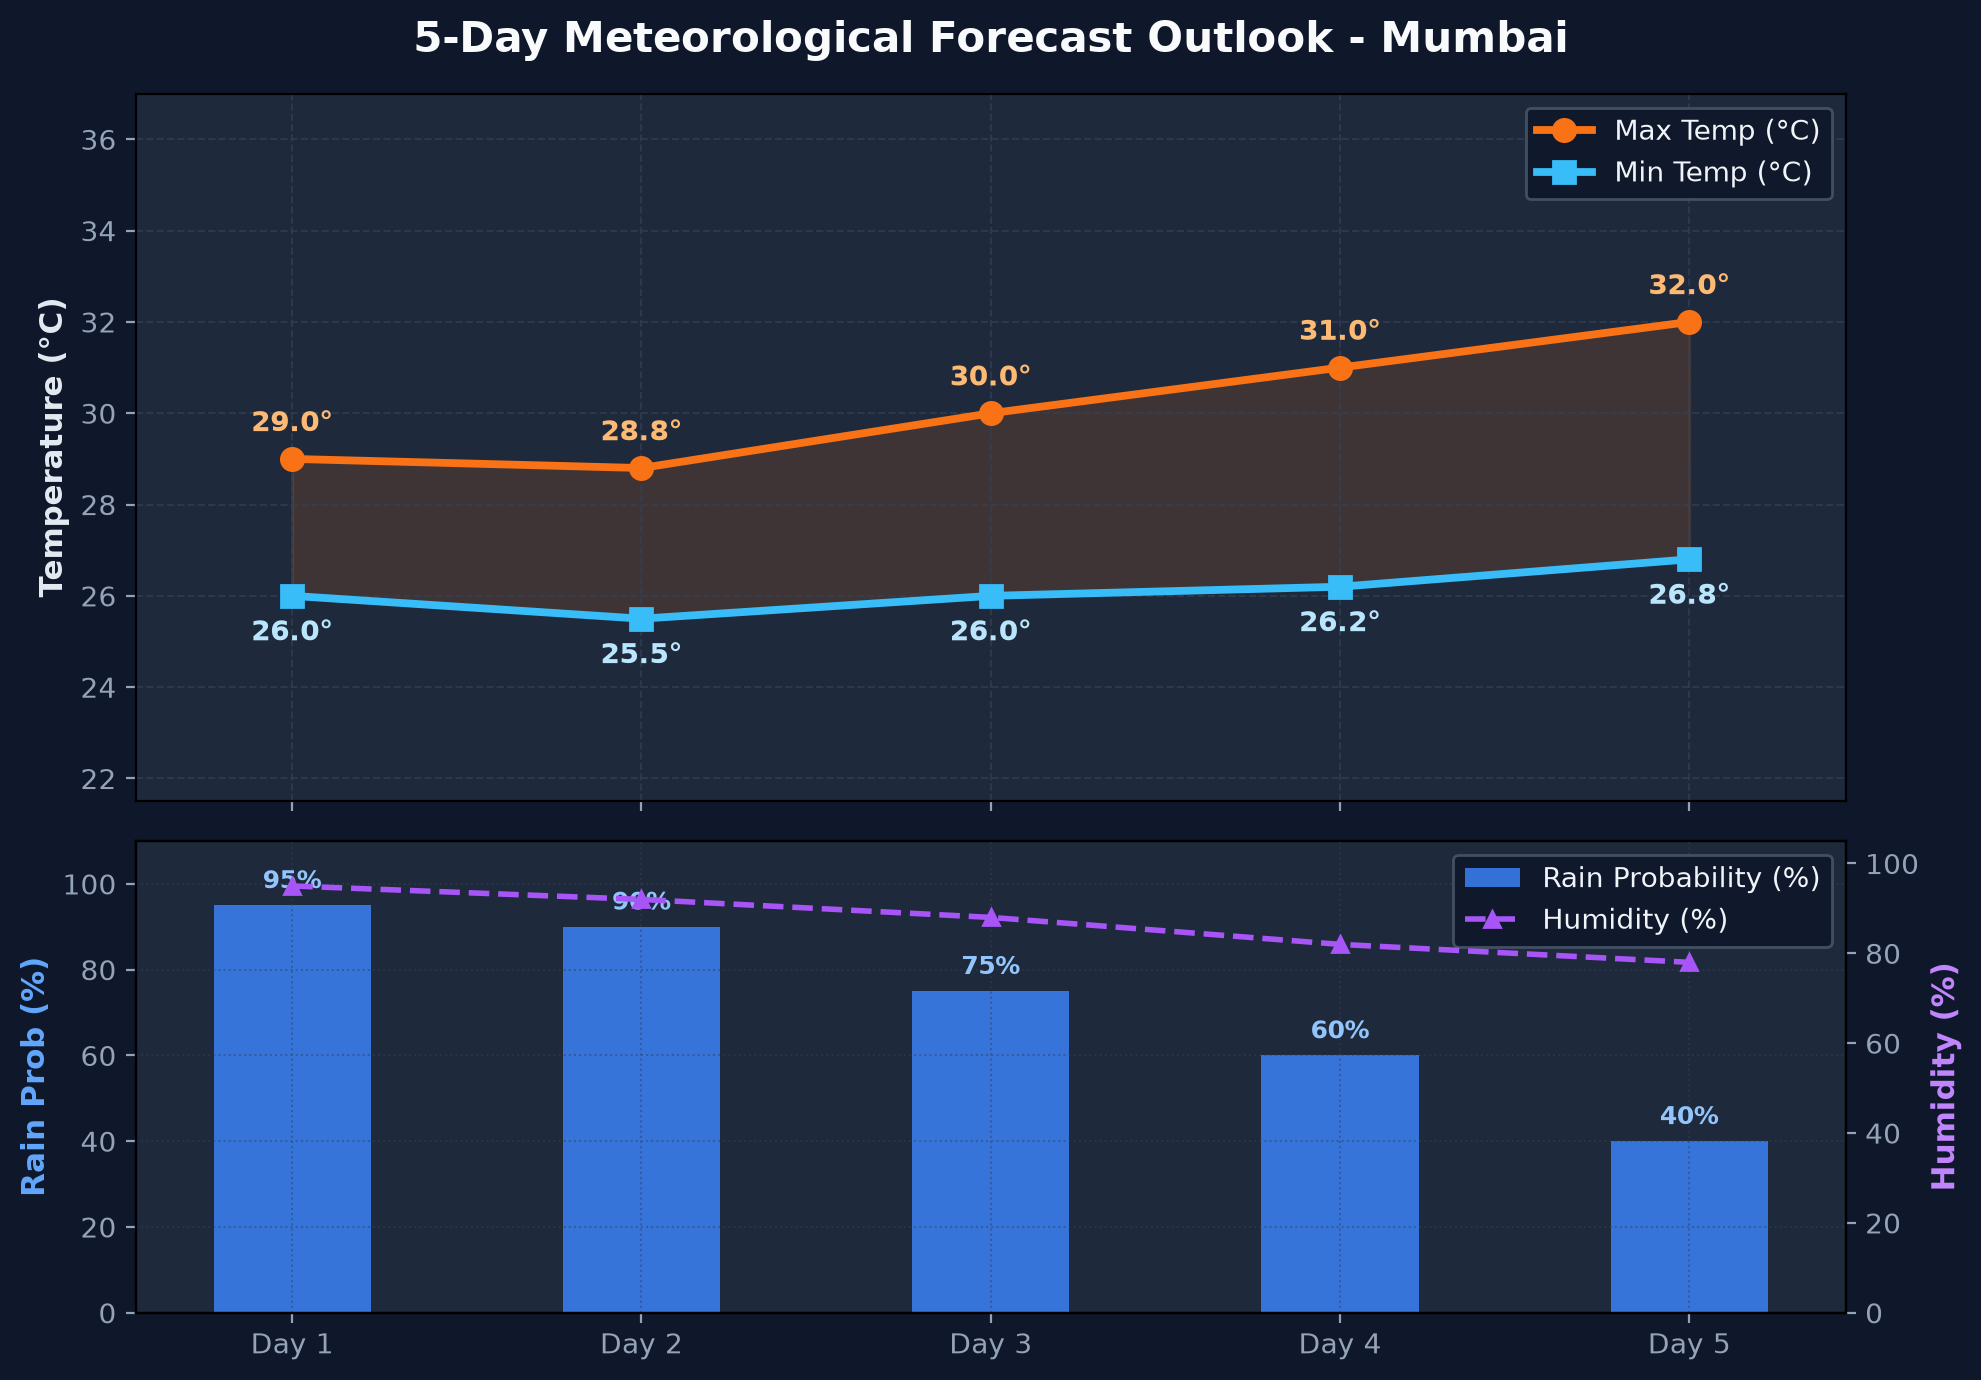 5-Day Meteorological Forecast Outlook - Mumbai
Max Temp (°C)
Min Temp (°C)
Temperature (°C)
36
34
32
30
28
26
24
22
29.0°
28.8°
30.0°
31.0°
32.0°
26.0°
25.5°
26.0°
26.2°
26.8°
Rain Probability (%)
Humidity (%)
Rain Prob (%)
100
80
60
40
20
0
95%
90%
75%
60%
40%
100
80
60
40
20
0
Humidity (%)
Day 1
Day 2
Day 3
Day 4
Day 5